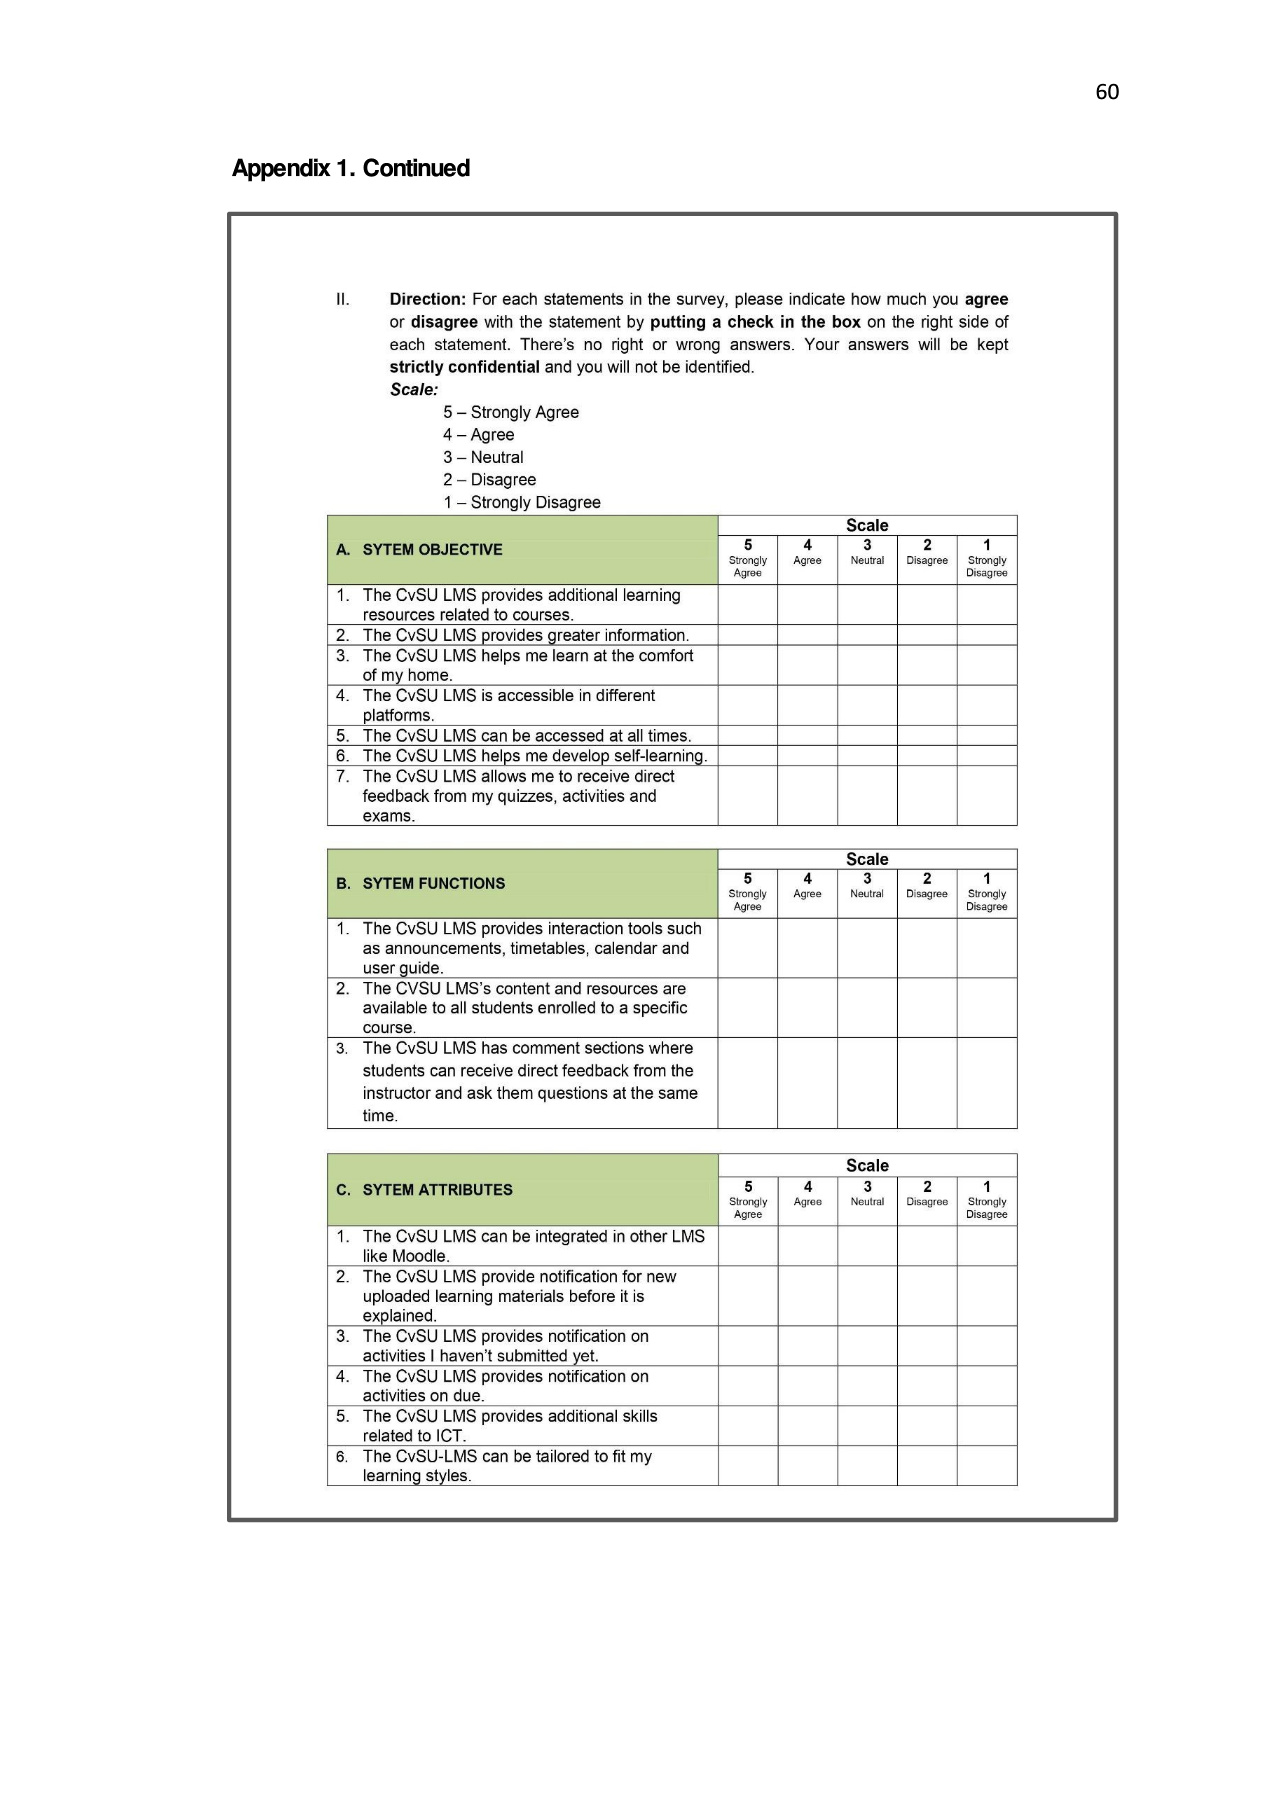 60
Appendix 1. Continued
II. Direction: For each statements in the survey, please indicate how much you agree
or disagree with the statement by putting a check in the box on the right side of
each statement. There's no right or wrong answers. Your answers will be kept
strictly confidential and you will not be identified.
Scale:
5 – Strongly Agree
4 – Agree
3 – Neutral
2 – Disagree
1 – Strongly Disagree
A. SYTEM OBJECTIVE
Scale
5 4 3 2 1
Strongly Agree Neutral Disagree Strongly
Agree Disagree
1. The CvSU LMS provides additional learning
resources related to courses.
2. The CvSU LMS provides greater information.
3. The CvSU LMS helps me learn at the comfort
of my home.
4. The CvSU LMS is accessible in different
platforms.
5. The CvSU LMS can be accessed at all times.
6. The CvSU LMS helps me develop self-learning.
7. The CvSU LMS allows me to receive direct
feedback from my quizzes, activities and
exams.
B. SYTEM FUNCTIONS
Scale
5 4 3 2 1
Strongly Agree Neutral Disagree Strongly
Agree Disagree
1. The CvSU LMS provides interaction tools such
as announcements, timetables, calendar and
user guide.
2. The CVSU LMS's content and resources are
available to all students enrolled to a specific
course.
3. The CvSU LMS has comment sections where
students can receive direct feedback from the
instructor and ask them questions at the same
time.
C. SYTEM ATTRIBUTES
Scale
5 4 3 2 1
Strongly Agree Neutral Disagree Strongly
Agree Disagree
1. The CvSU LMS can be integrated in other LMS
like Moodle.
2. The CvSU LMS provide notification for new
uploaded learning materials before it is
explained.
3. The CvSU LMS provides notification on
activities I haven't submitted yet.
4. The CvSU LMS provides notification on
activities on due.
5. The CvSU LMS provides additional skills
related to ICT.
6. The CvSU-LMS can be tailored to fit my
learning styles.